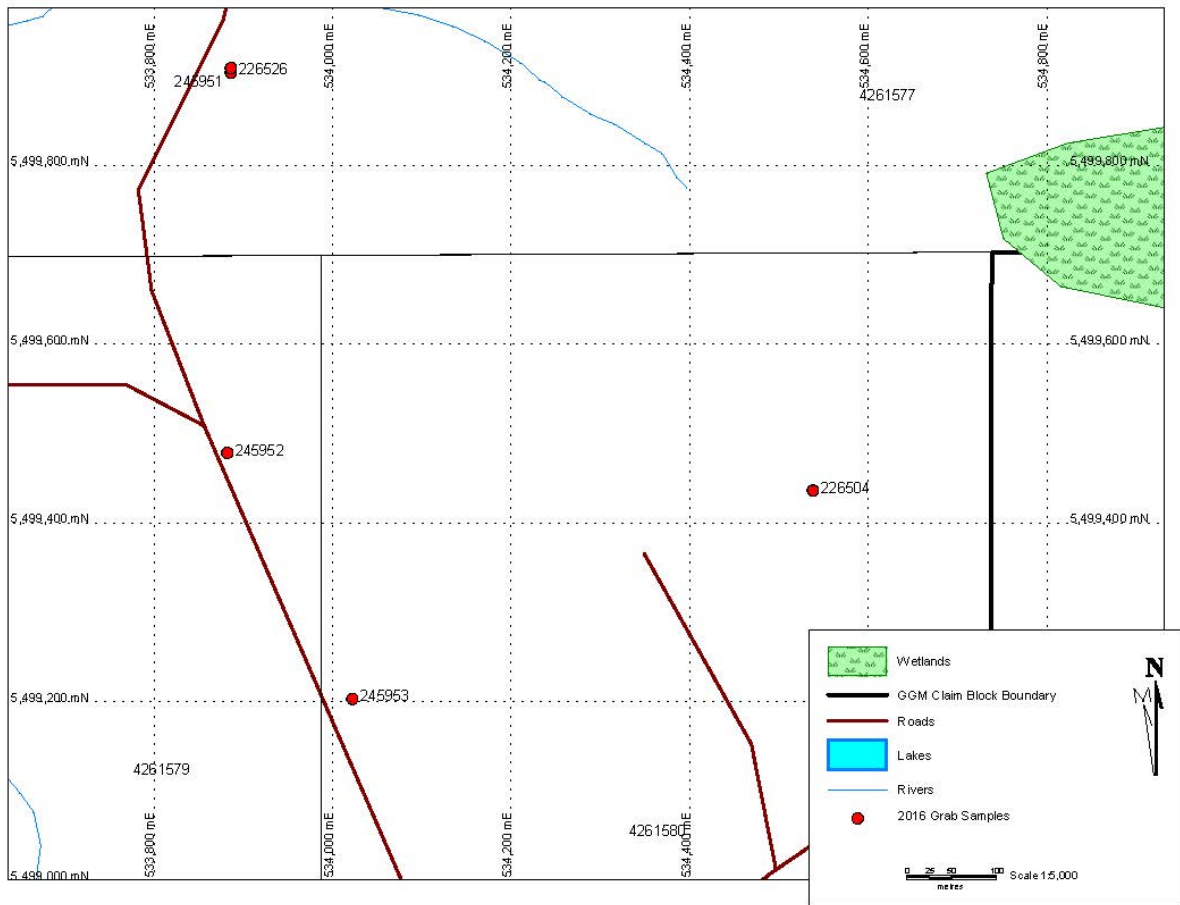 533,800 mE
534,000 mE
534,200 mE
534,400 mE
534,600 mE
534,800 mE
226526
245951
4261577
5,499,800 mN
5,499,800 mN
5,499,600 mN
5,499,600 mN
245952
226504
5,499,400 mN
5,499,400 mN
5,499,200 mN
245953
4261579
4261580
5,499,000 mN
533,800 mE
534,000 mE
534,200 mE
534,400 mE
Wetlands
GGM Claim Block Boundary
Roads
Lakes
Rivers
2016 Grab Samples
N
M
0 25 50 100
metres
Scale 1:5,000